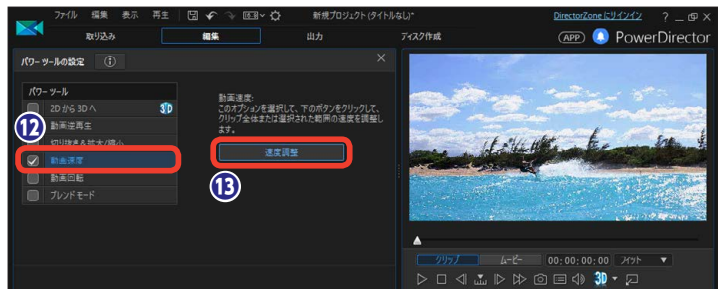 ファイル 編集 表示 再生 16:9 新規プロジェクト (タイトルなし)* DirectorZone にサインイン ? _ ×
取り込み 編集 出力 ディスク作成 APP PowerDirector
パワー ツールの設定 i ×
パワー ツール
2D から 3D へ 3D
動画逆再生
切り抜き＆拡大/縮小
動画速度
動画回転
ブレンドモード
12
動画速度:
このオプションを選択して、下のボタンをクリックして、
クリップ全体または選択された範囲の速度を調整し
ます。
速度調整
13
クリップ ムービー 00;00;00;00 フィット
3D